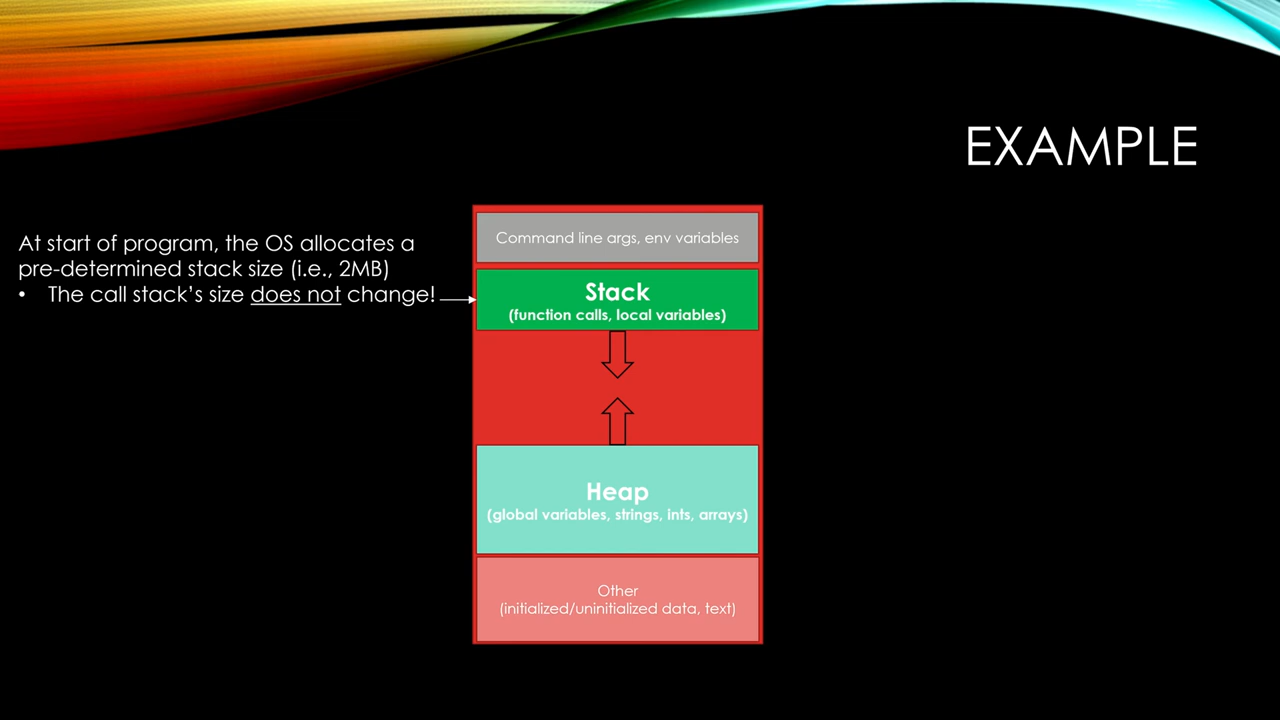 EXAMPLE
At start of program, the OS allocates a
pre-determined stack size (i.e., 2MB)
• The call stack’s size does not change!
Command line args, env variables
Stack
(function calls, local variables)
Heap
(global variables, strings, ints, arrays)
Other
(initialized/uninitialized data, text)